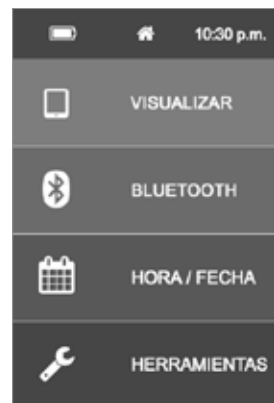 10:30 p.m.
VISUALIZAR
BLUETOOTH
HORA / FECHA
HERRAMIENTAS